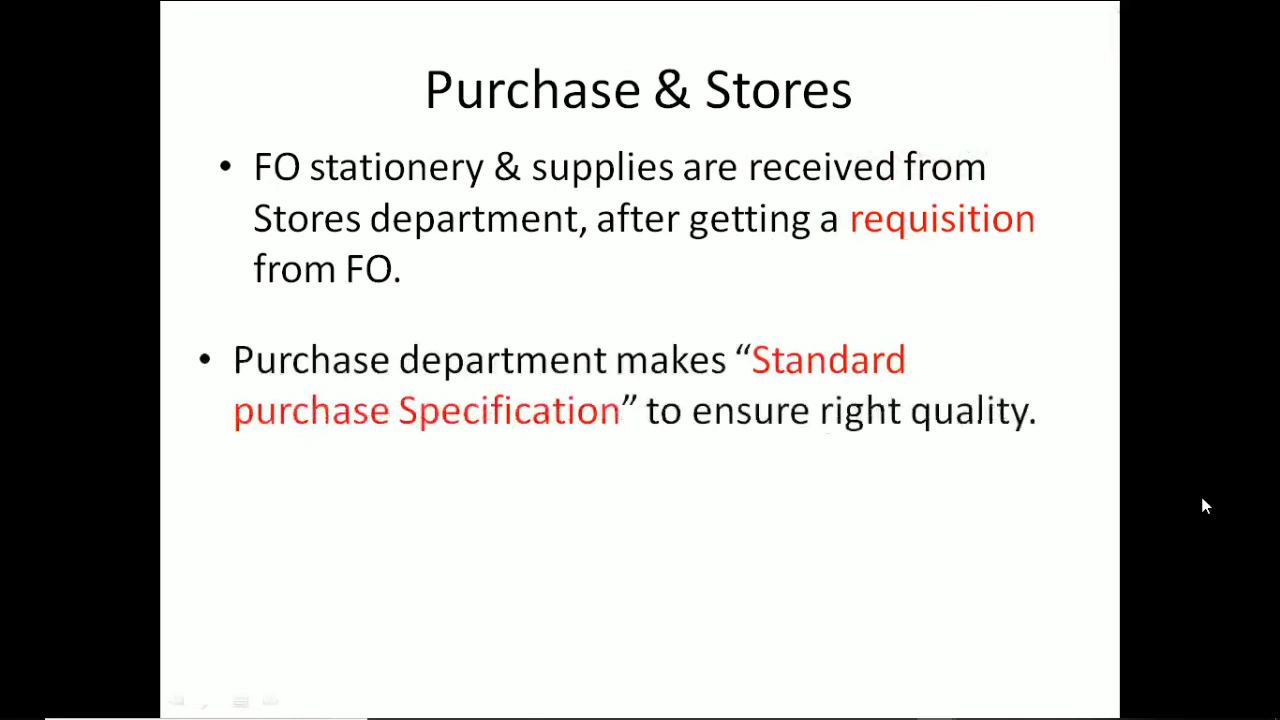 Purchase & Stores
• FO stationery & supplies are received from
Stores department, after getting a requisition
from FO.
• Purchase department makes “Standard
purchase Specification” to ensure right quality.